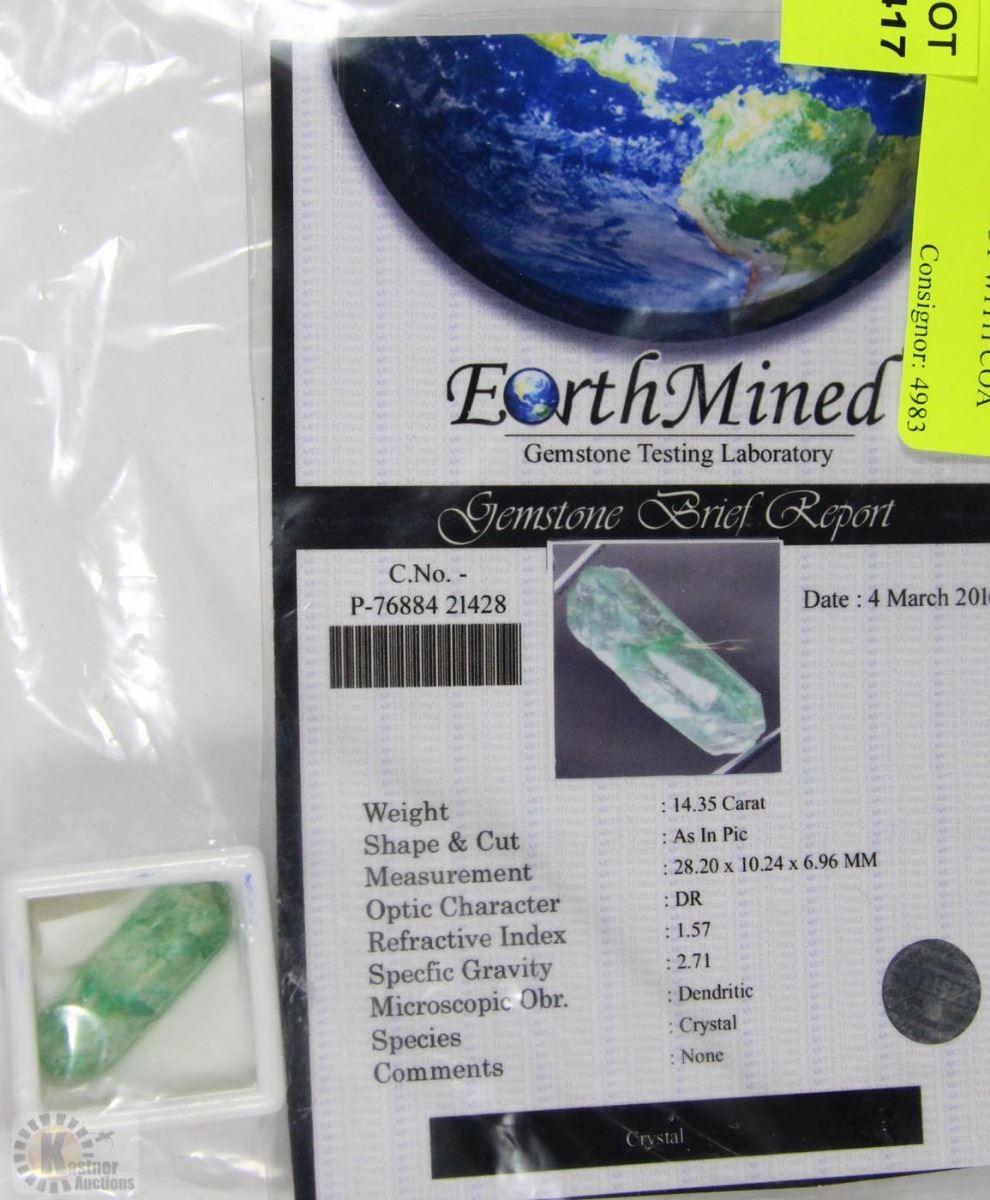 OT
417
WITH COA
Consignor: 4983
EarthMined
Gemstone Testing Laboratory
Gemstone Brief Report
C.No. -
P-76884 21428
Date : 4 March 201
Weight : 14.35 Carat
Shape & Cut : As In Pic
Measurement : 28.20 x 10.24 x 6.96 MM
Optic Character : DR
Refractive Index : 1.57
Specfic Gravity : 2.71
Microscopic Obr. : Dendritic
Species : Crystal
Comments : None
Crystal
Kastner
Auctions